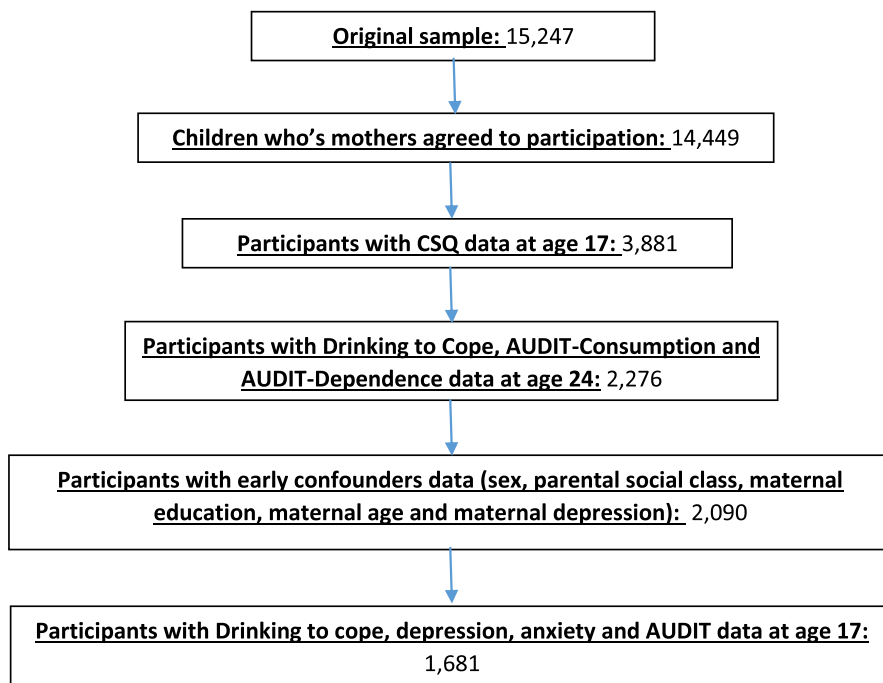 Original sample: 15,247
Children who's mothers agreed to participation: 14,449
Participants with CSQ data at age 17: 3,881
Participants with Drinking to Cope, AUDIT-Consumption and
AUDIT-Dependence data at age 24: 2,276
Participants with early confounders data (sex, parental social class, maternal
education, maternal age and maternal depression): 2,090
Participants with Drinking to cope, depression, anxiety and AUDIT data at age 17:
1,681